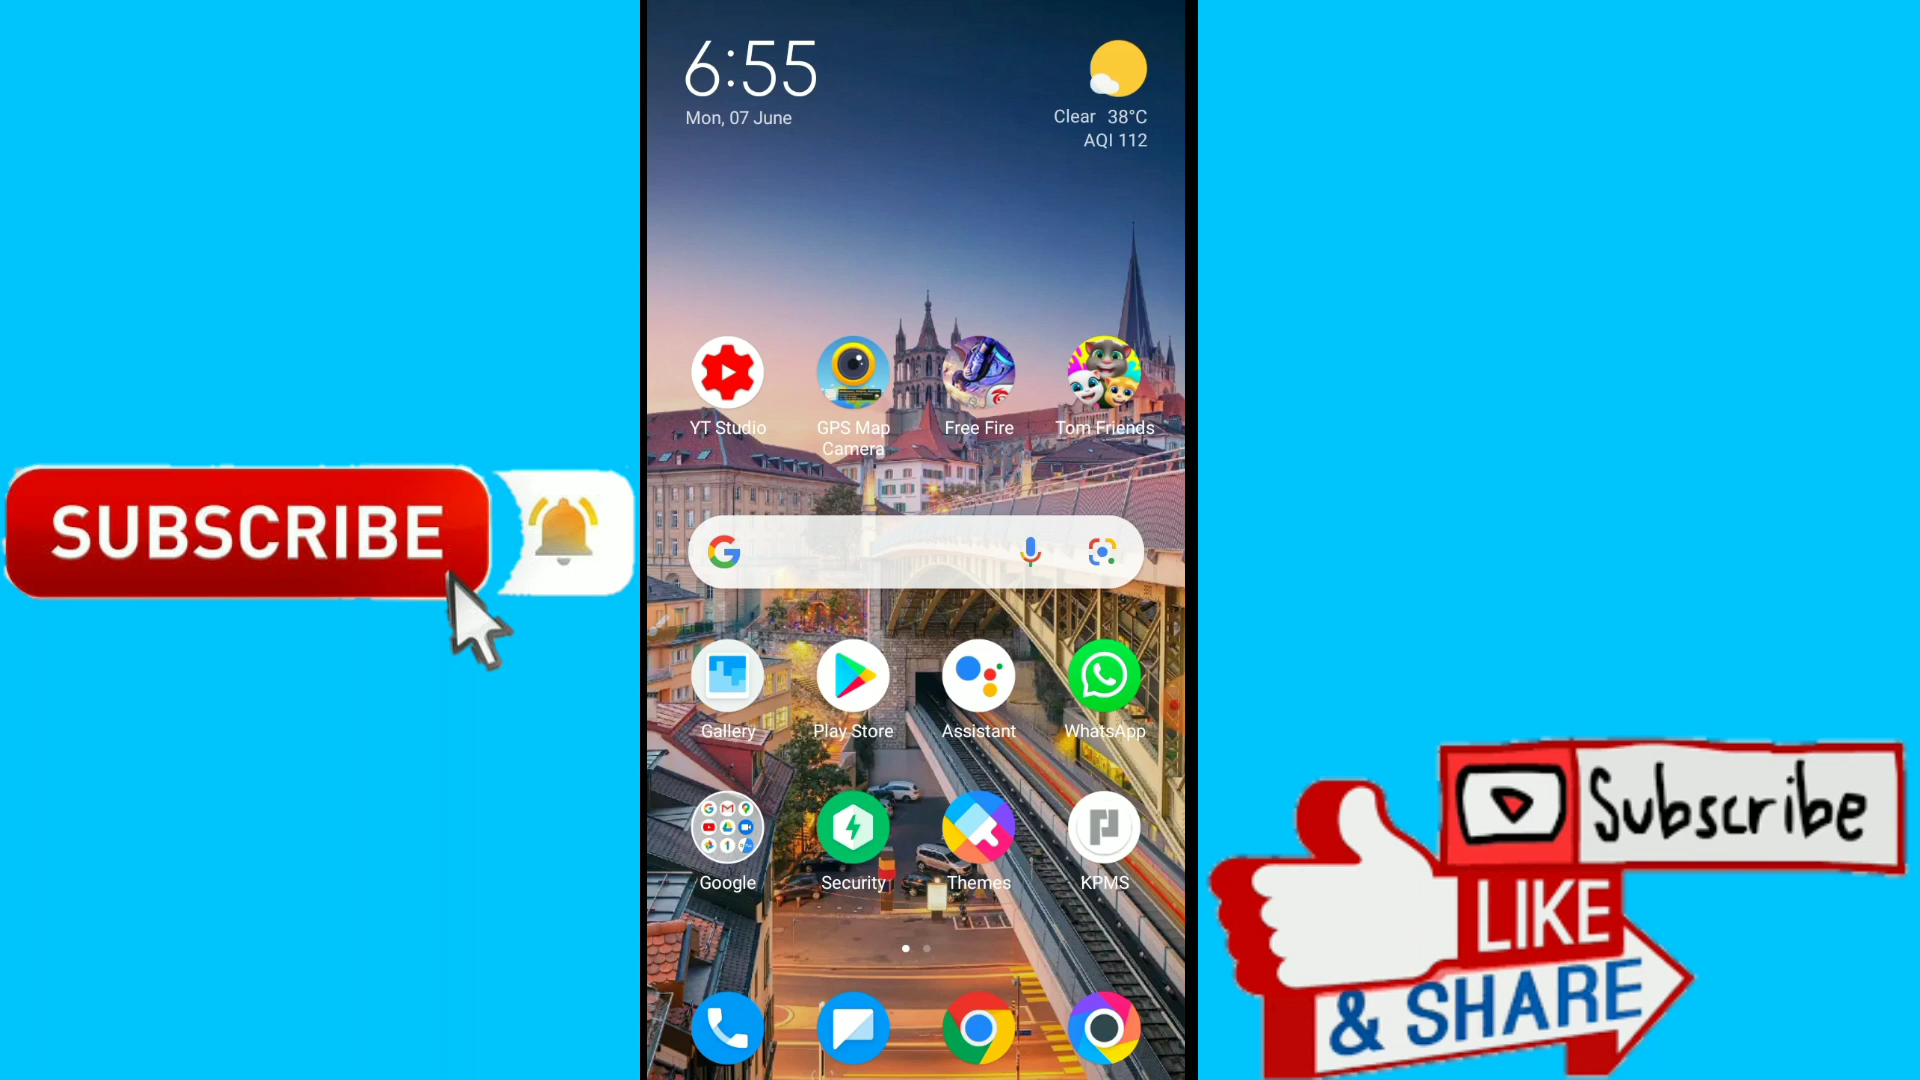 6:55
Mon, 07 June
Clear 38°C
AQI 112
YT Studio
GPS Map
Camera
Free Fire
Tom Friends
SUBSCRIBE
Gallery
Play Store
Assistant
WhatsApp
Google
Security
Themes
KPMS
Subscribe
LIKE
& SHARE